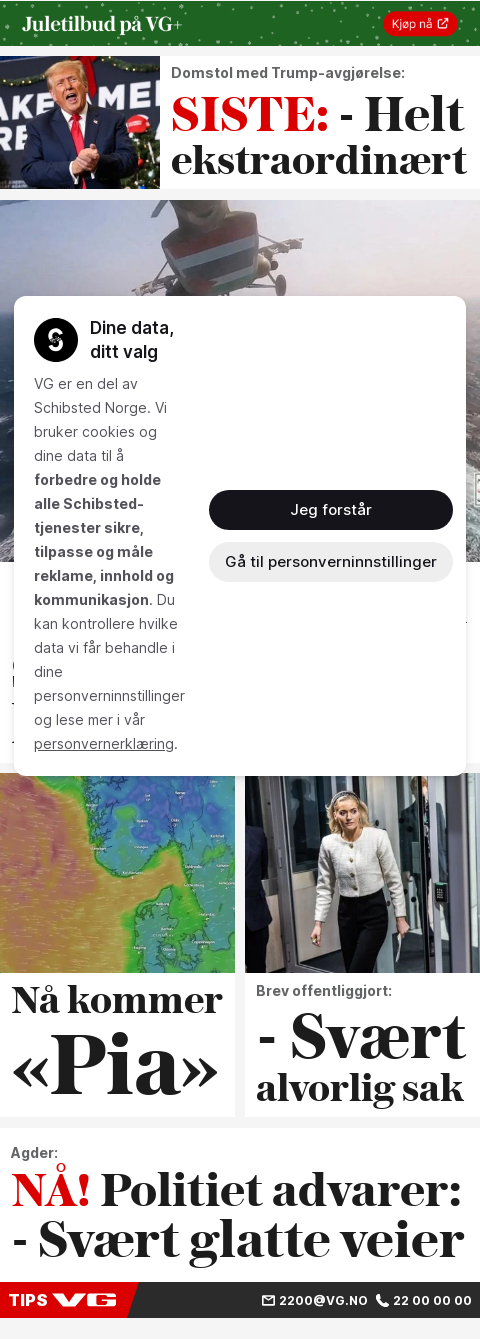 Juletilbud på VG+
Kjøp nå
Domstol med Trump-avgjørelse:
SISTE: - Helt
ekstraordinært
Dine data,
ditt valg
VG er en del av
Schibsted Norge. Vi
bruker cookies og
dine data til å
forbedre og holde
alle Schibsted-
tjenester sikre,
tilpasse og måle
reklame, innhold og
kommunikasjon. Du
kan kontrollere hvilke
data vi får behandle i
dine
personverninnstillinger
og lese mer i vår
personvernerklæring.
Jeg forstår
Gå til personverninnstillinger
Nå kommer
«Pia»
Brev offentliggjort:
- Svært
alvorlig sak
Agder:
NÅ! Politiet advarer:
- Svært glatte veier
TIPS VG
2200@VG.NO 22 00 00 00